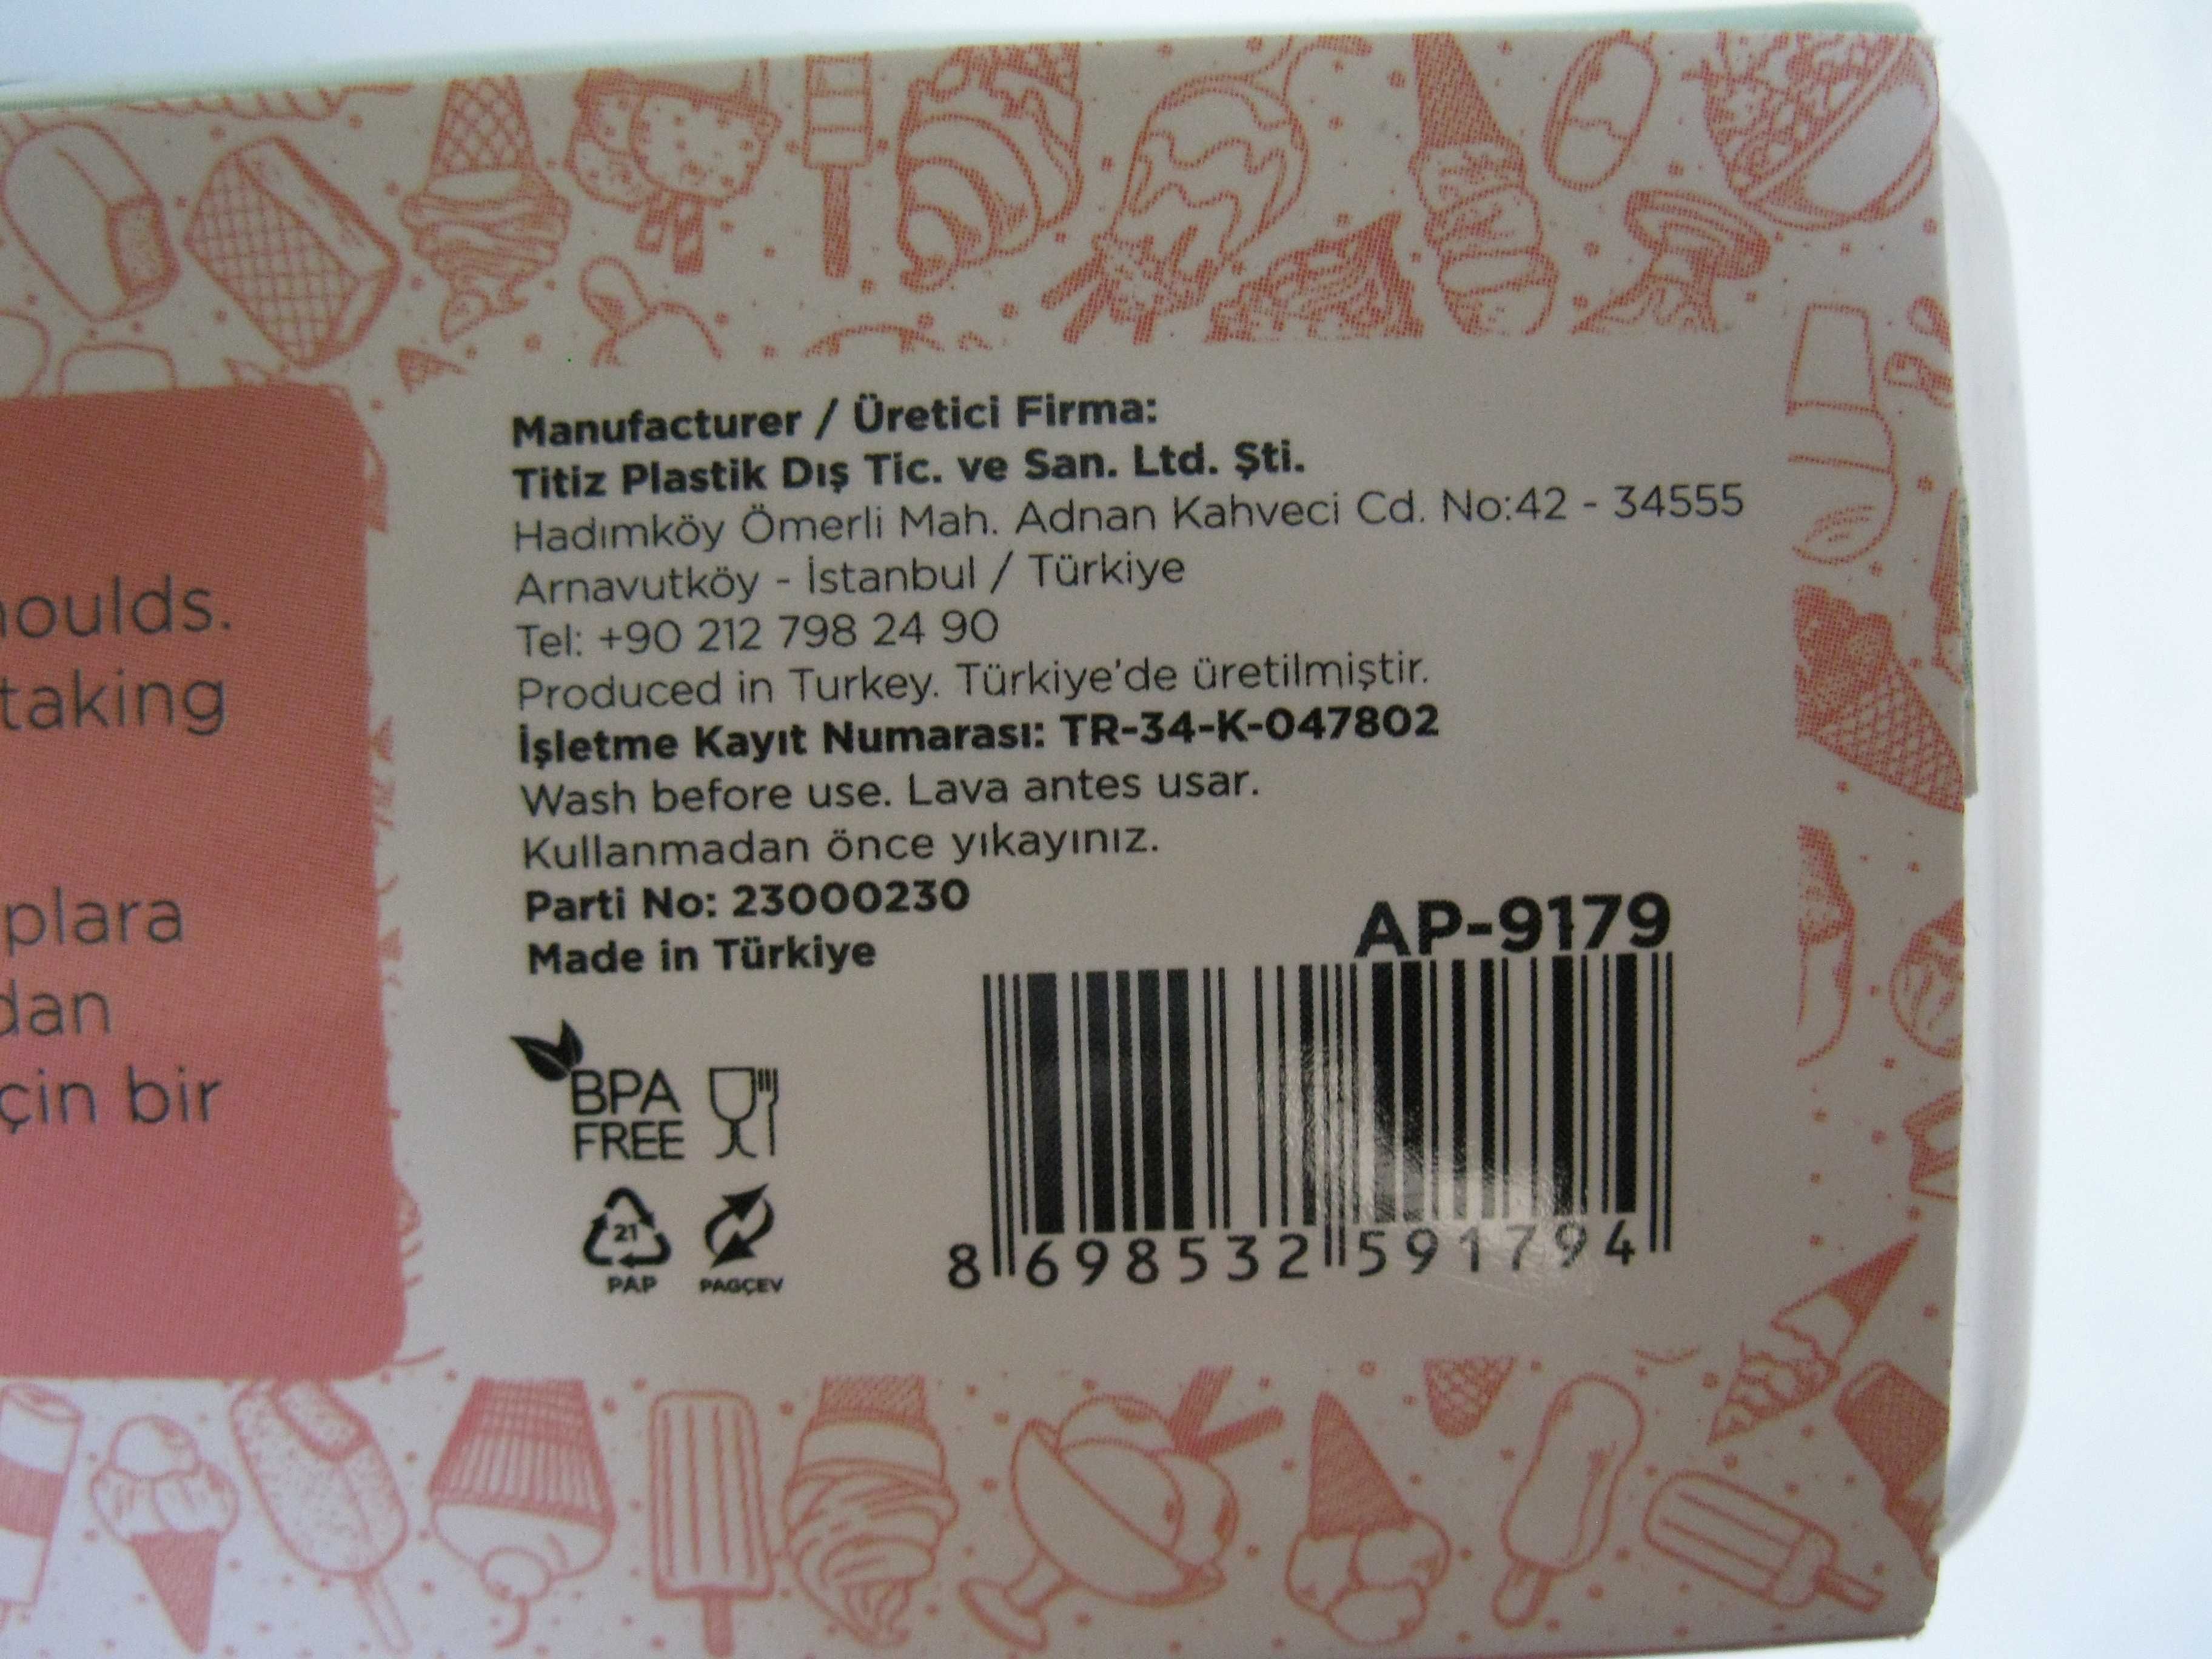 moulds.
taking
plara
dan
çin bir
Manufacturer / Üretici Firma:
Titiz Plastik Dış Tic. ve San. Ltd. Şti.
Hadımköy Ömerli Mah. Adnan Kahveci Cd. No:42 - 34555
Arnavutköy - İstanbul / Türkiye
Tel: +90 212 798 24 90
Produced in Turkey. Türkiye'de üretilmiştir.
İşletme Kayıt Numarası: TR-34-K-047802
Wash before use. Lava antes usar.
Kullanmadan önce yıkayınız.
Parti No: 23000230
Made in Türkiye
AP-9179
BPA
FREE
21
PAP
PAGÇEV
8 698532 591794